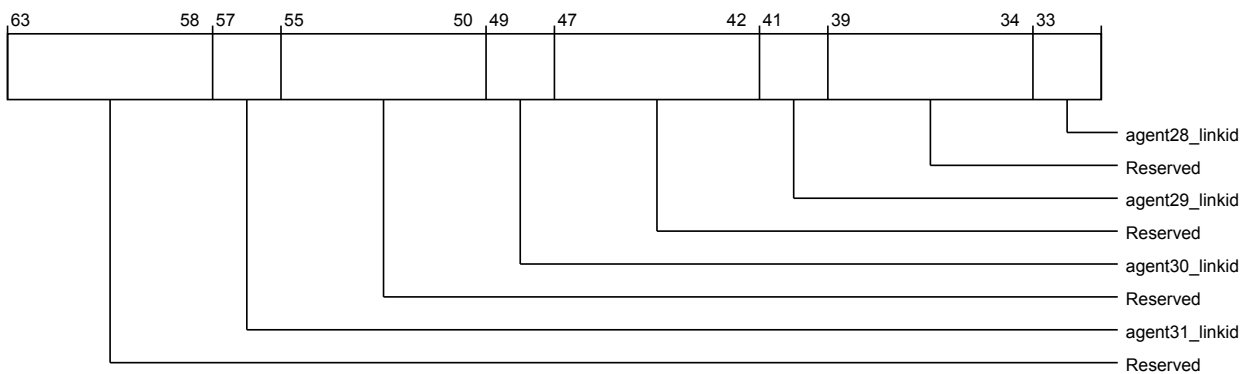 63 58 57 55 50 49 47 42 41 39 34 33
agent28_linkid
Reserved
agent29_linkid
Reserved
agent30_linkid
Reserved
agent31_linkid
Reserved